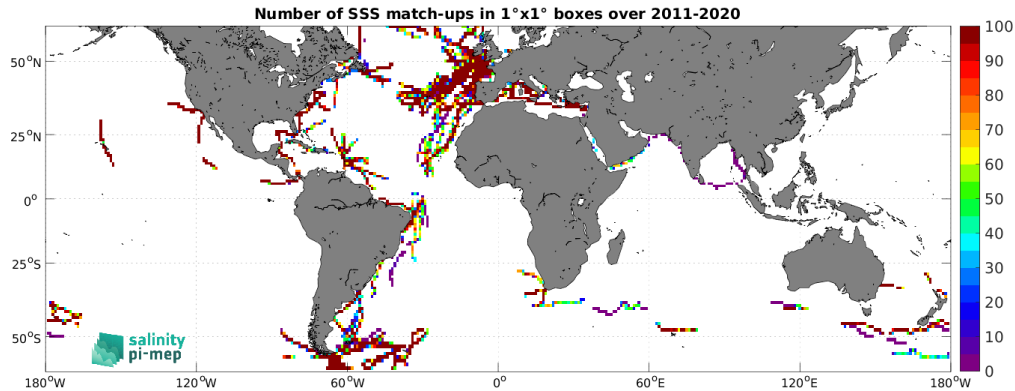 Number of SSS match-ups in 1°x1° boxes over 2011-2020
50°N
25°N
0°
25°S
50°S
180°W
120°W
60°W
0°
60°E
120°E
180°W
100
90
80
70
60
50
40
30
20
10
0
salinity
pi-mep